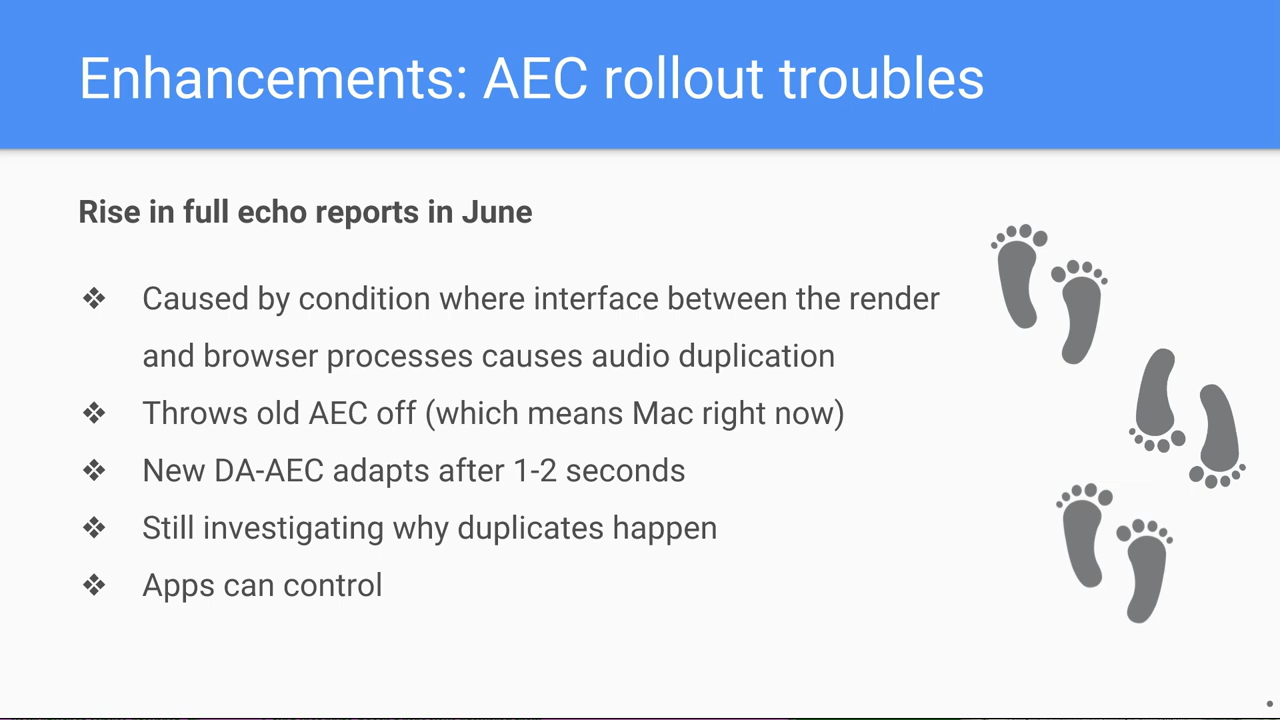 Enhancements: AEC rollout troubles
Rise in full echo reports in June
❖ Caused by condition where interface between the render
and browser processes causes audio duplication
❖ Throws old AEC off (which means Mac right now)
❖ New DA-AEC adapts after 1-2 seconds
❖ Still investigating why duplicates happen
❖ Apps can control